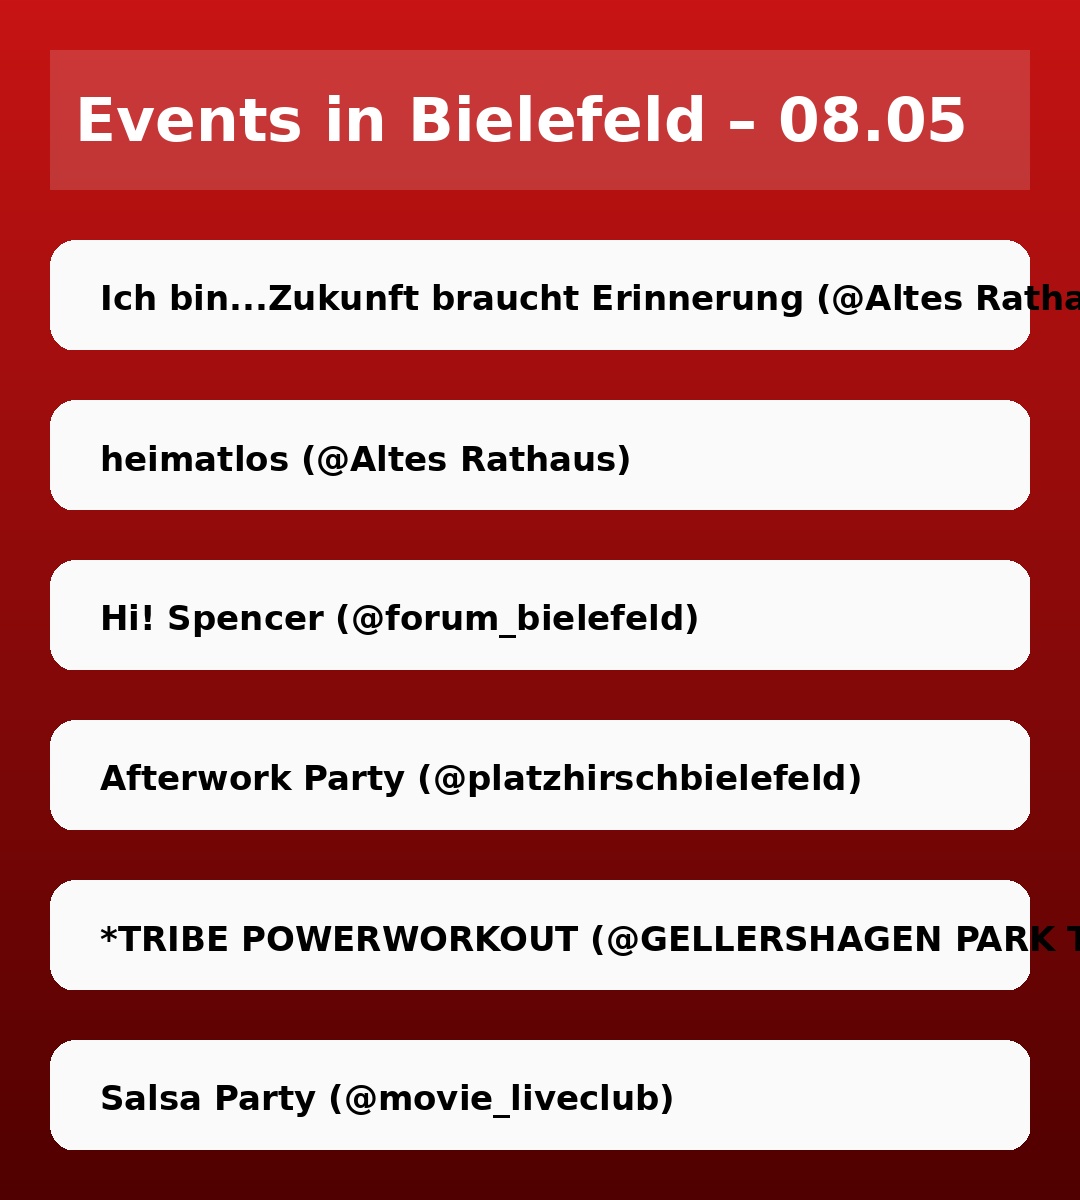 Events in Bielefeld – 08.05
Ich bin...Zukunft braucht Erinnerung (@Altes Ratha
heimatlos (@Altes Rathaus)
Hi! Spencer (@forum_bielefeld)
Afterwork Party (@platzhirschbielefeld)
*TRIBE POWERWORKOUT (@GELLERSHAGEN PARK T
Salsa Party (@movie_liveclub)